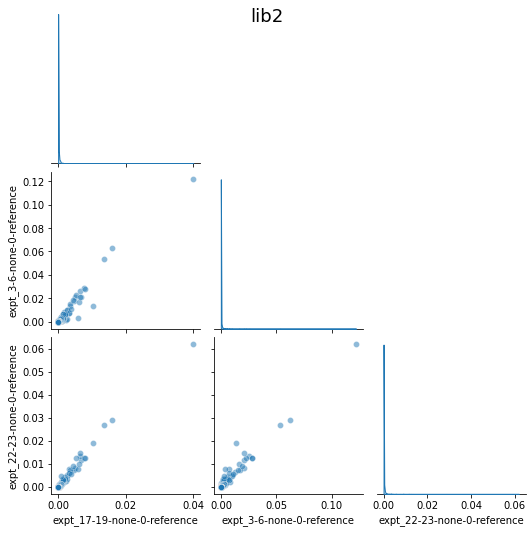 lib2
0.12
0.10
0.08
0.06
0.04
0.02
0.00
expt_3-6-none-0-reference
0.06
0.05
0.04
0.03
0.02
0.01
0.00
expt_22-23-none-0-reference
0.00 0.02 0.04
0.00 0.05 0.10
0.00 0.02 0.04 0.06
expt_17-19-none-0-reference
expt_3-6-none-0-reference
expt_22-23-none-0-reference